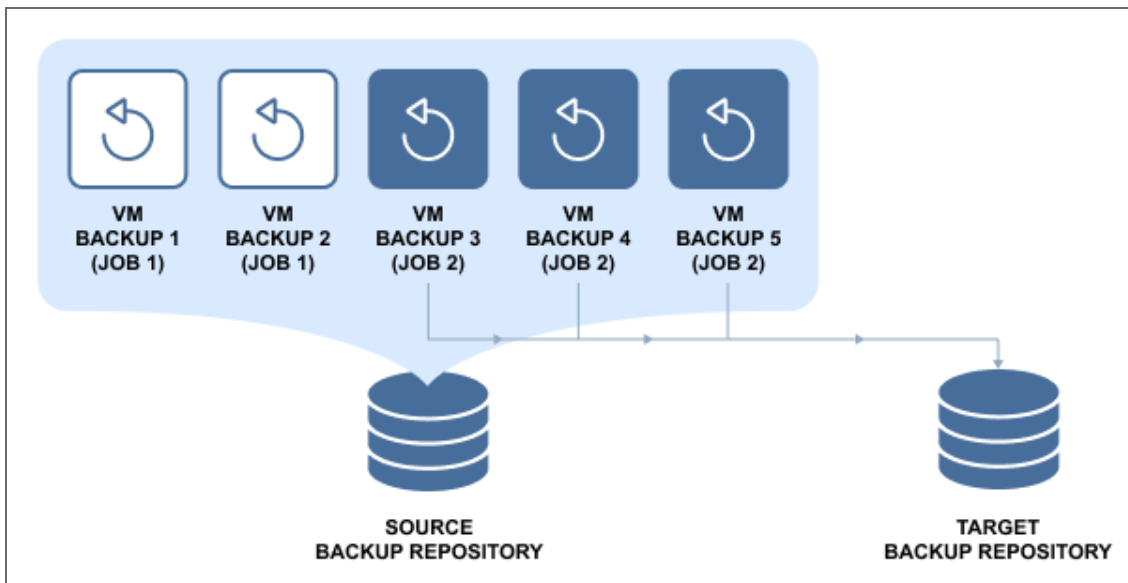 VM
BACKUP 1
(JOB 1)
VM
BACKUP 2
(JOB 1)
VM
BACKUP 3
(JOB 2)
VM
BACKUP 4
(JOB 2)
VM
BACKUP 5
(JOB 2)
SOURCE
BACKUP REPOSITORY
TARGET
BACKUP REPOSITORY